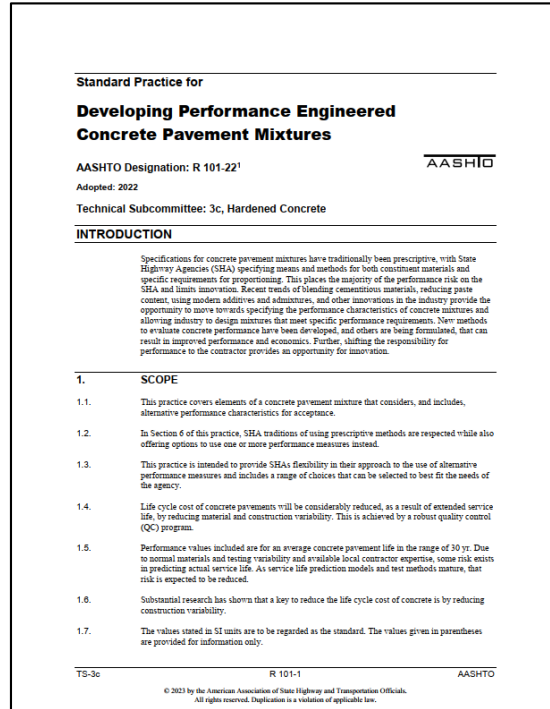 Standard Practice for
Developing Performance Engineered
Concrete Pavement Mixtures
AASHTO Designation: R 101-22¹
AASHTO
Adopted: 2022
Technical Subcommittee: 3c, Hardened Concrete
INTRODUCTION
Specifications for concrete pavement mixtures have traditionally been prescriptive, with State
Highway Agencies (SHA) specifying means and methods for both constituent materials and
specific requirements for proportioning. This places the majority of the performance risk on the
SHA and limits innovation. Recent trends of blending cementitious materials, reducing paste
content, using modern additives and admixtures, and other innovations in the industry provide the
opportunity to move towards specifying the performance characteristics of concrete mixtures and
allowing industry to design mixtures that meet specific performance requirements. New methods
to evaluate concrete performance have been developed, and others are being formulated, that can
result in improved performance and economics. Further, shifting the responsibility for
performance to the contractor provides an opportunity for innovation.
1. SCOPE
1.1. This practice covers elements of a concrete pavement mixture that considers, and includes,
alternative performance characteristics for acceptance.
1.2. In Section 6 of this practice, SHA traditions of using prescriptive methods are respected while also
offering options to use one or more performance measures instead.
1.3. This practice is intended to provide SHAs flexibility in their approach to the use of alternative
performance measures and includes a range of choices that can be selected to best fit the needs of
the agency.
1.4. Life cycle cost of concrete pavements will be considerably reduced, as a result of extended service
life, by reducing material and construction variability. This is achieved by a robust quality control
(QC) program.
1.5. Performance values included are for an average concrete pavement life in the range of 30 yr. Due
to normal materials and testing variability and available local contractor expertise, some risk exists
in predicting actual service life. As service life prediction models and test methods mature, that
risk is expected to be reduced.
1.6. Substantial research has shown that a key to reduce the life cycle cost of concrete is by reducing
construction variability.
1.7. The values stated in SI units are to be regarded as the standard. The values given in parentheses
are provided for information only.
TS-3c R 101-1 AASHTO
© 2023 by the American Association of State Highway and Transportation Officials.
All rights reserved. Duplication is a violation of applicable law.